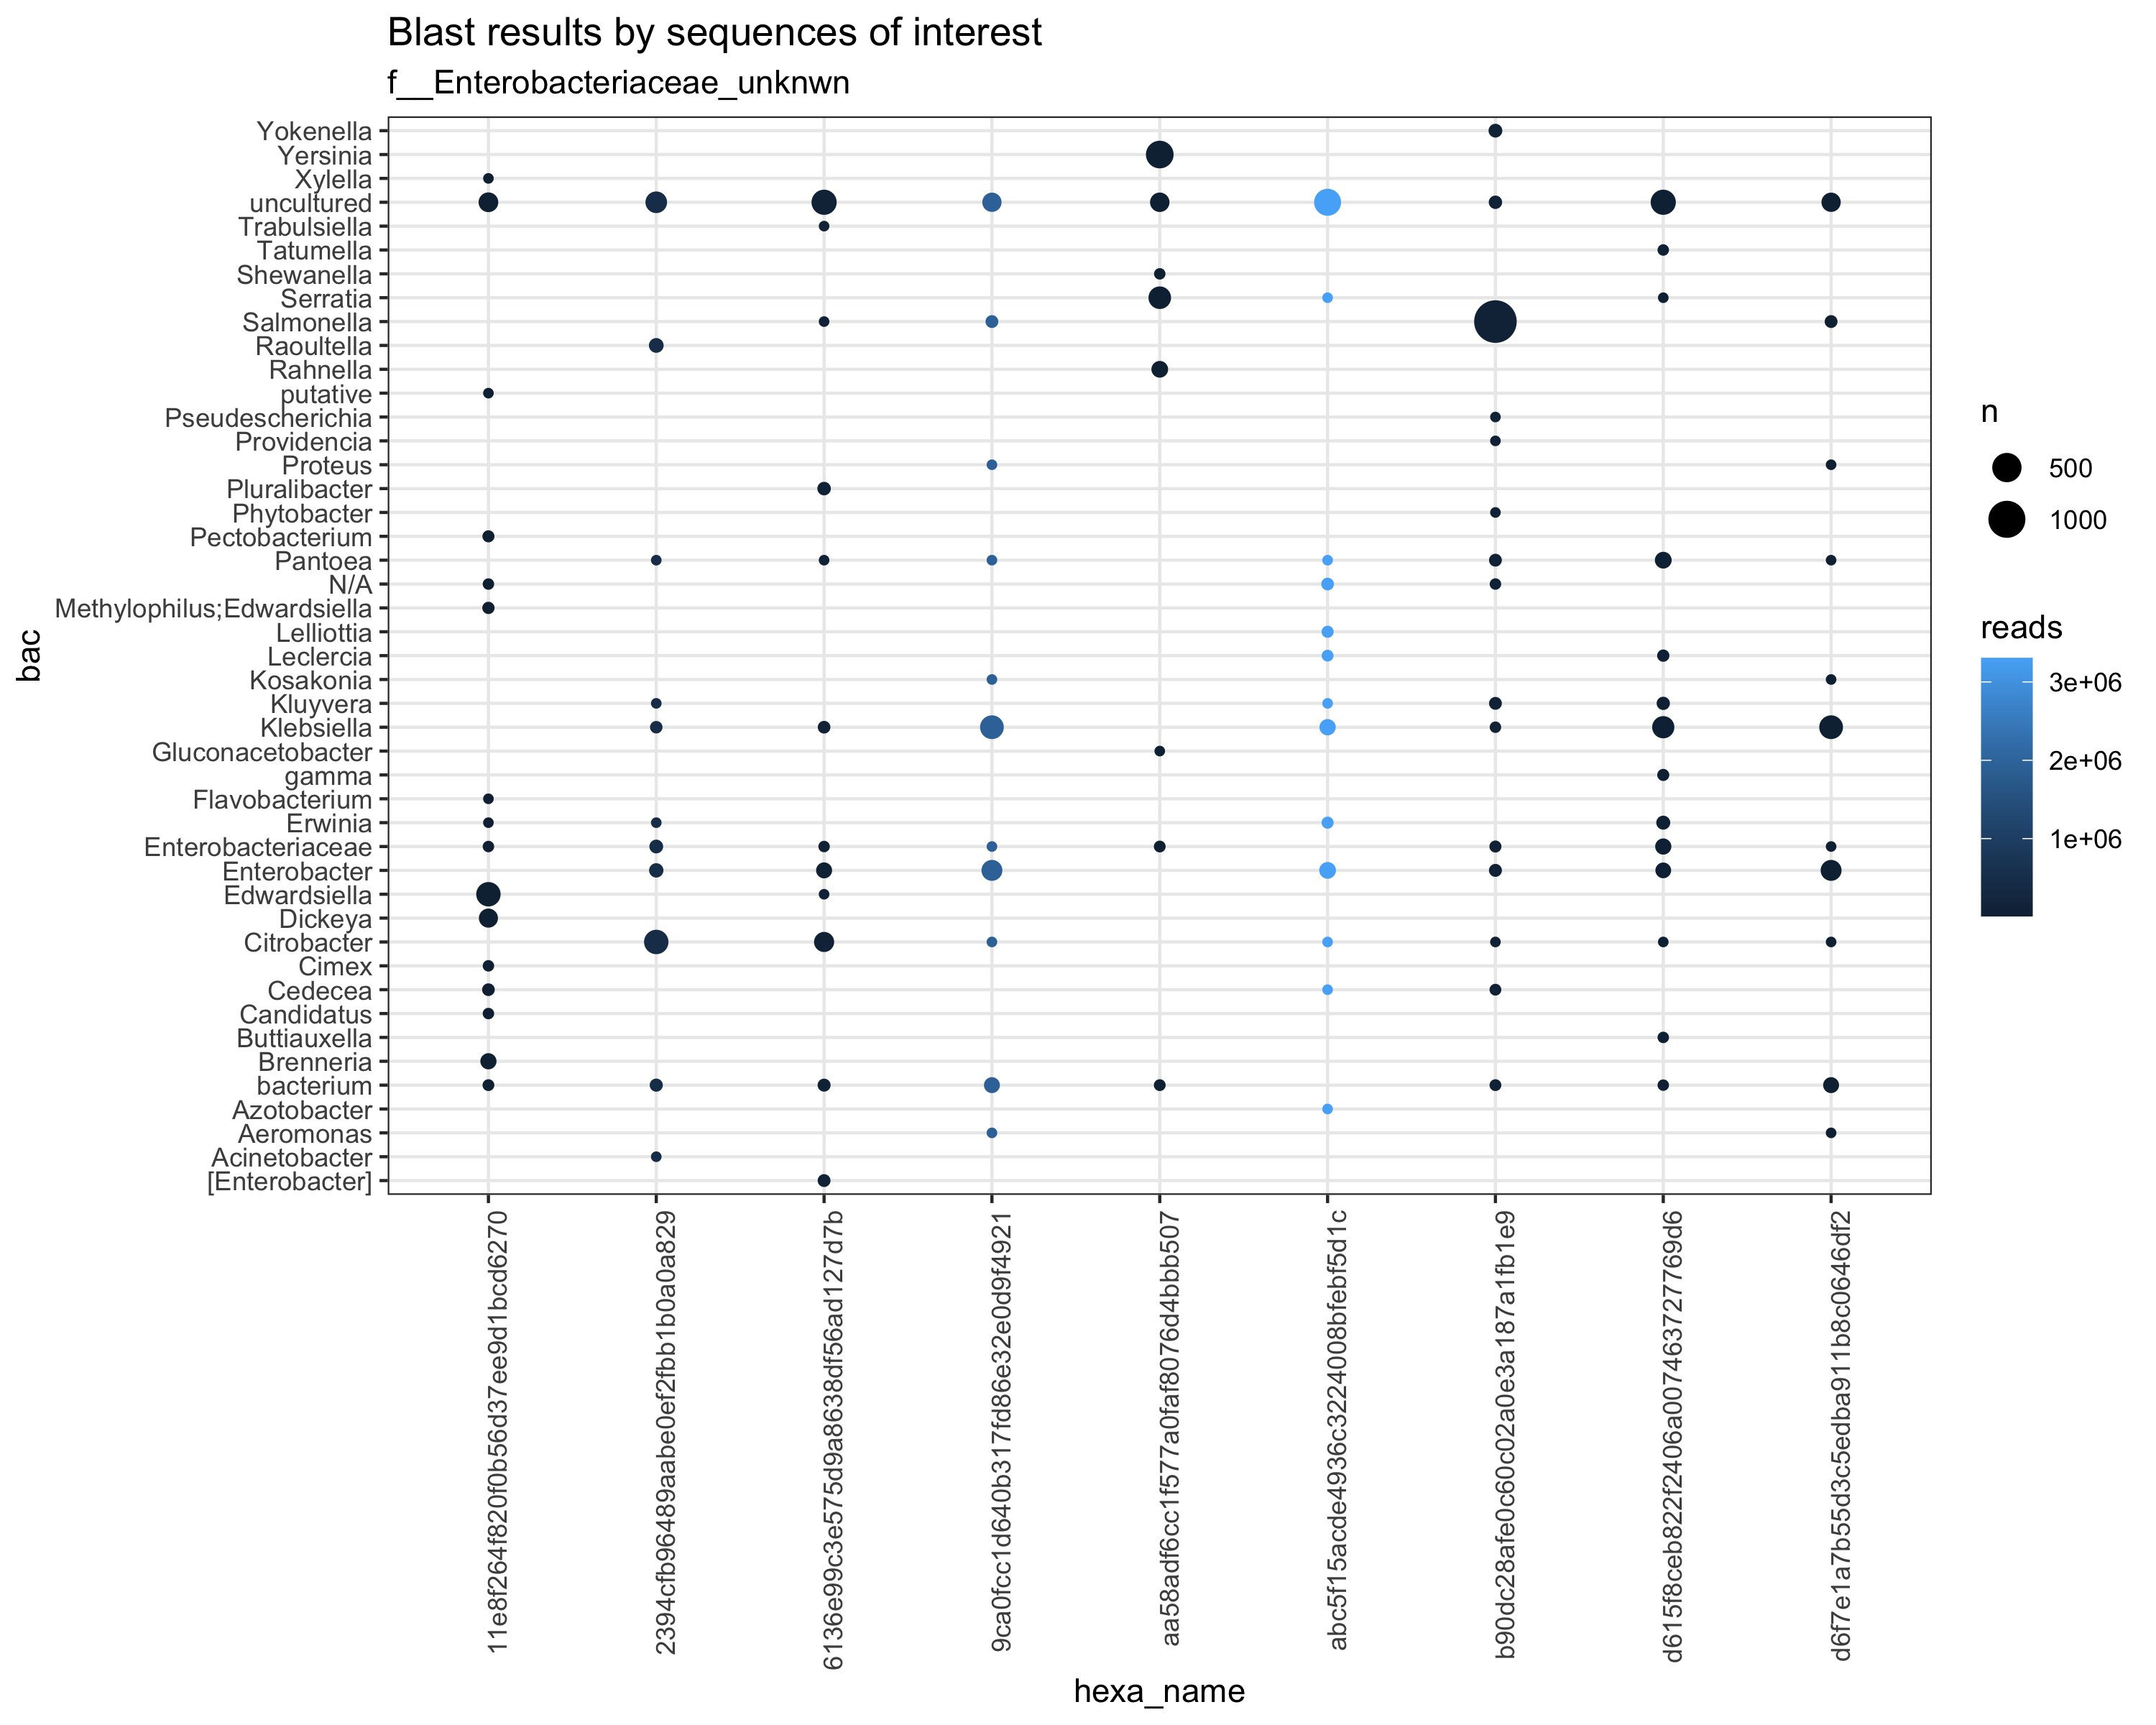 Blast results by sequences of interest
f__Enterobacteriaceae_unknwn
bac
Yokenella
Yersinia
Xylella
uncultured
Trabulsiella
Tatumella
Shewanella
Serratia
Salmonella
Raoultella
Rahnella
putative
Pseudescherichia
Providencia
Proteus
Pluralibacter
Phytobacter
Pectobacterium
Pantoea
N/A
Methylophilus;Edwardsiella
Lelliottia
Leclercia
Kosakonia
Kluyvera
Klebsiella
Gluconacetobacter
gamma
Flavobacterium
Erwinia
Enterobacteriaceae
Enterobacter
Edwardsiella
Dickeya
Citrobacter
Cimex
Cedecea
Candidatus
Buttiauxella
Brenneria
bacterium
Azotobacter
Aeromonas
Acinetobacter
[Enterobacter]
11e8f264f820f0b56d37ee9d1bcd6270
2394cfb96489aabe0ef2fbb1b0a0a829
6136e99c3e575d9a8638df56ad127d7b
9ca0fcc1d640b317fd86e32e0d9f4921
aa58adf6cc1f577a0faf8076d4bbb507
abc5f15acde4936c3224008bfebf5d1c
b90dc28afe0c60c02a0e3a187a1fb1e9
d615f8ceb822f2406a00746372776 9d6
d6f7e1a7b55d3c5edba911b8c0646df2
hexa_name
n
500
1000
reads
3e+06
2e+06
1e+06